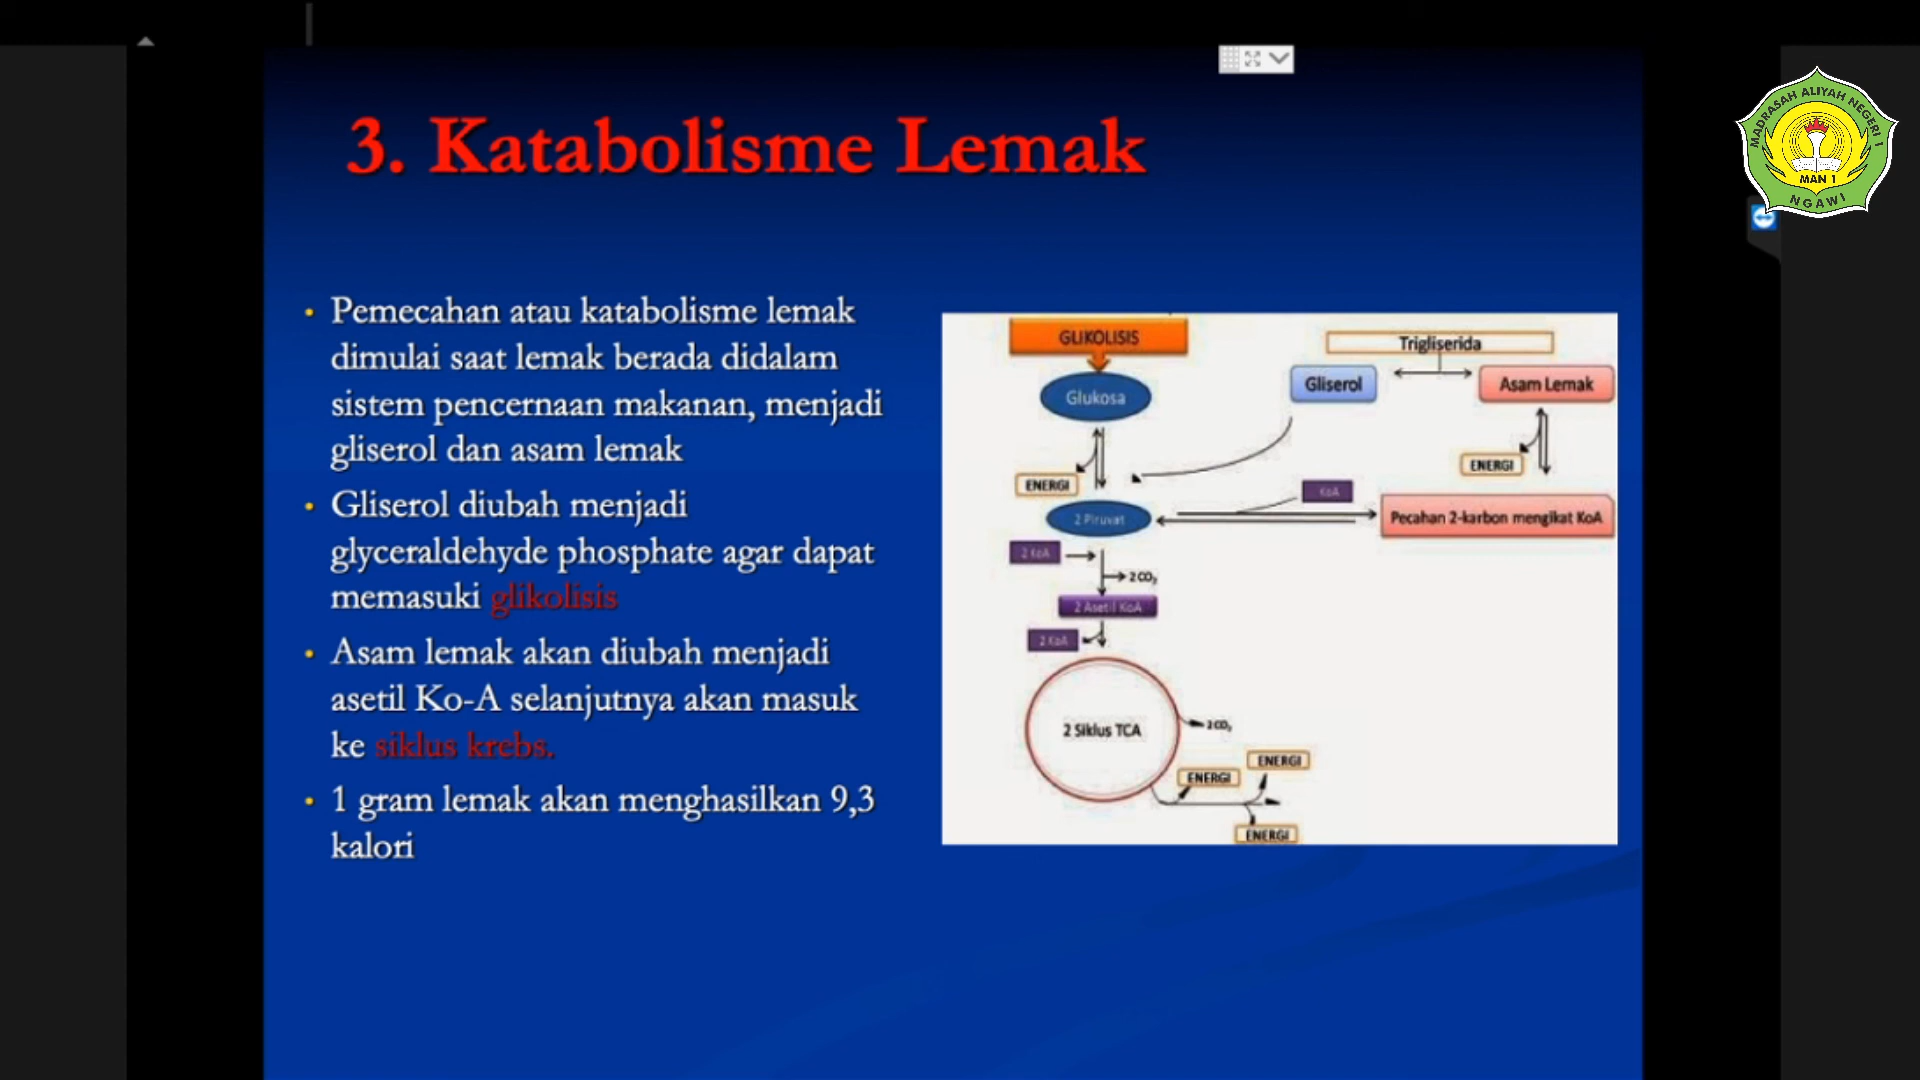 3. Katabolisme Lemak
• Pemecahan atau katabolisme lemak
dimulai saat lemak berada didalam
sistem pencernaan makanan, menjadi
gliserol dan asam lemak
• Gliserol diubah menjadi
glyceraldehyde phosphate agar dapat
memasuki glikolisis
• Asam lemak akan diubah menjadi
asetil Ko-A selanjutnya akan masuk
ke siklus krebs.
• 1 gram lemak akan menghasilkan 9,3
kalori
GLIKOLISIS
Trigliserida
Glukosa
Gliserol
Asam Lemak
ENERGI
ENERGI
KoA
2 Piruvat
Pecahan 2-karbon mengikat KoA
2 KoA
2 CO₂
2 Asetil KoA
2 KoA
2 Siklus TCA
2 CO₂
ENERGI
ENERGI
ENERGI
MADRASAH ALIYAH NEGERI 1
MAN 1
NGAWI